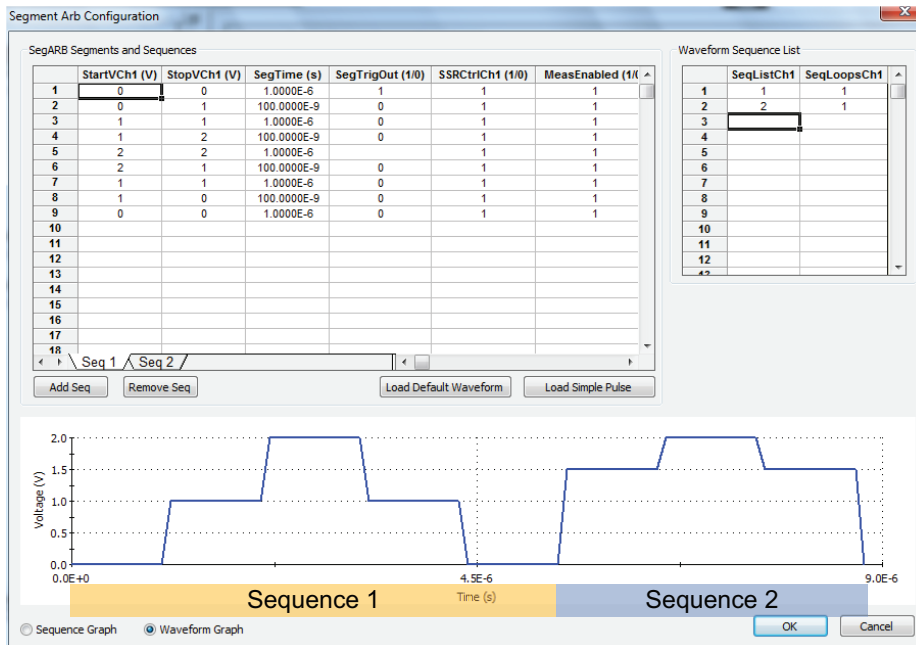 Segment Arb Configuration
SegARB Segments and Sequences
StartVCh1 (V) StopVCh1 (V) SegTime (s) SegTrigOut (1/0) SSRCtrlCh1 (1/0) MeasEnabled (1/(
1 0 0 1.0000E-6 1 1 1
2 0 1 100.0000E-9 0 1 1
3 1 1 1.0000E-6 0 1 1
4 1 2 100.0000E-9 0 1 1
5 2 2 1.0000E-6 1 1
6 2 1 100.0000E-9 0 1 1
7 1 1 1.0000E-6 0 1 1
8 1 0 100.0000E-9 0 1 1
9 0 0 1.0000E-6 0 1 1
10
11
12
13
14
15
16
17
18
Seq 1 Seq 2
Add Seq Remove Seq Load Default Waveform Load Simple Pulse
Waveform Sequence List
SeqListCh1 SeqLoopsCh1
1 1 1
2 2 1
3
4
5
6
7
8
9
10
11
12
13
Voltage (V)
2.0
1.5
1.0
0.5
0.0
0.0E+0 4.5E-6 9.0E-6
Time (s)
Sequence 1 Sequence 2
Sequence Graph Waveform Graph OK Cancel